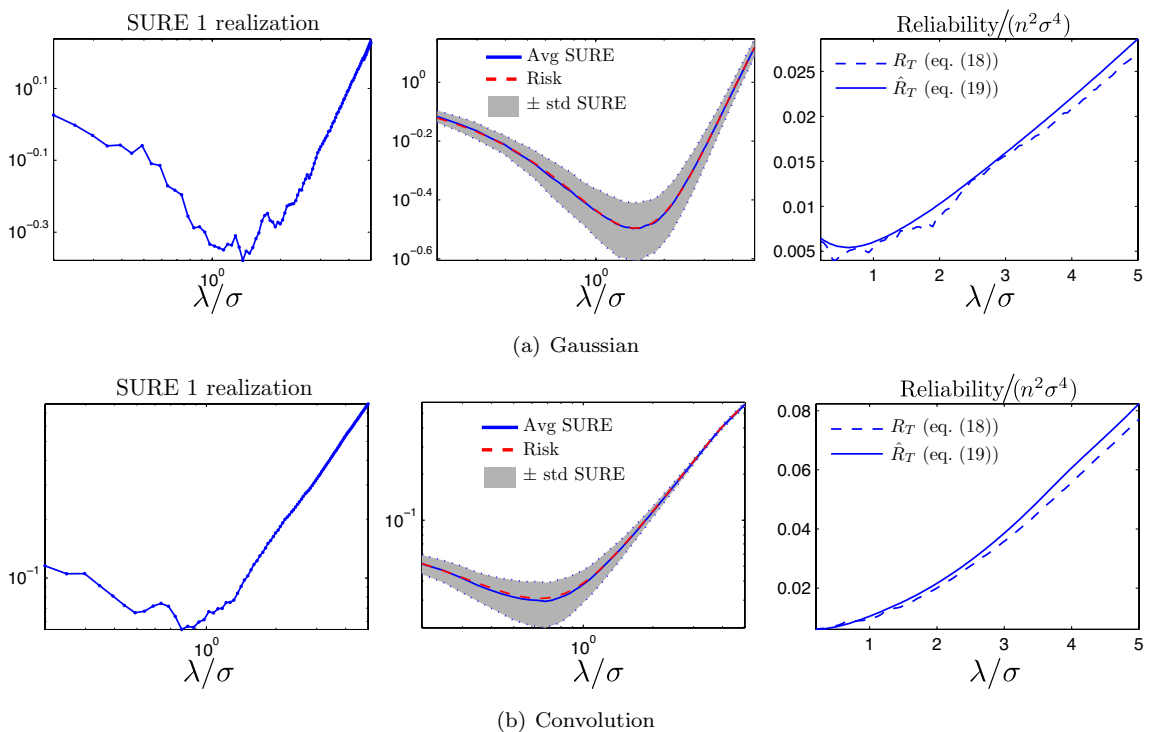 SURE 1 realization
10^0.1
10^−0.1
10^−0.3
10^0
λ/σ
Avg SURE
Risk
± std SURE
10^0
10^−0.2
10^−0.4
10^−0.6
10^0
λ/σ
Reliability/(n²σ⁴)
R_T (eq. (18))
R̂_T (eq. (19))
0.025
0.02
0.015
0.01
0.005
1 2 3 4 5
λ/σ
(a) Gaussian
SURE 1 realization
10^−1
10^0
λ/σ
Avg SURE
Risk
± std SURE
10^−1
10^0
λ/σ
Reliability/(n²σ⁴)
R_T (eq. (18))
R̂_T (eq. (19))
0.08
0.06
0.04
0.02
1 2 3 4 5
λ/σ
(b) Convolution